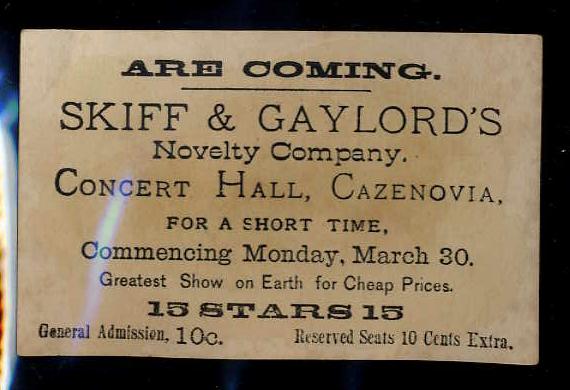 ARE COMING.
SKIFF & GAYLORD'S
Novelty Company.
CONCERT HALL, CAZENOVIA,
FOR A SHORT TIME,
Commencing Monday, March 30.
Greatest Show on Earth for Cheap Prices.
15 STARS 15
General Admission, 10c. Reserved Seats 10 Cents Extra.